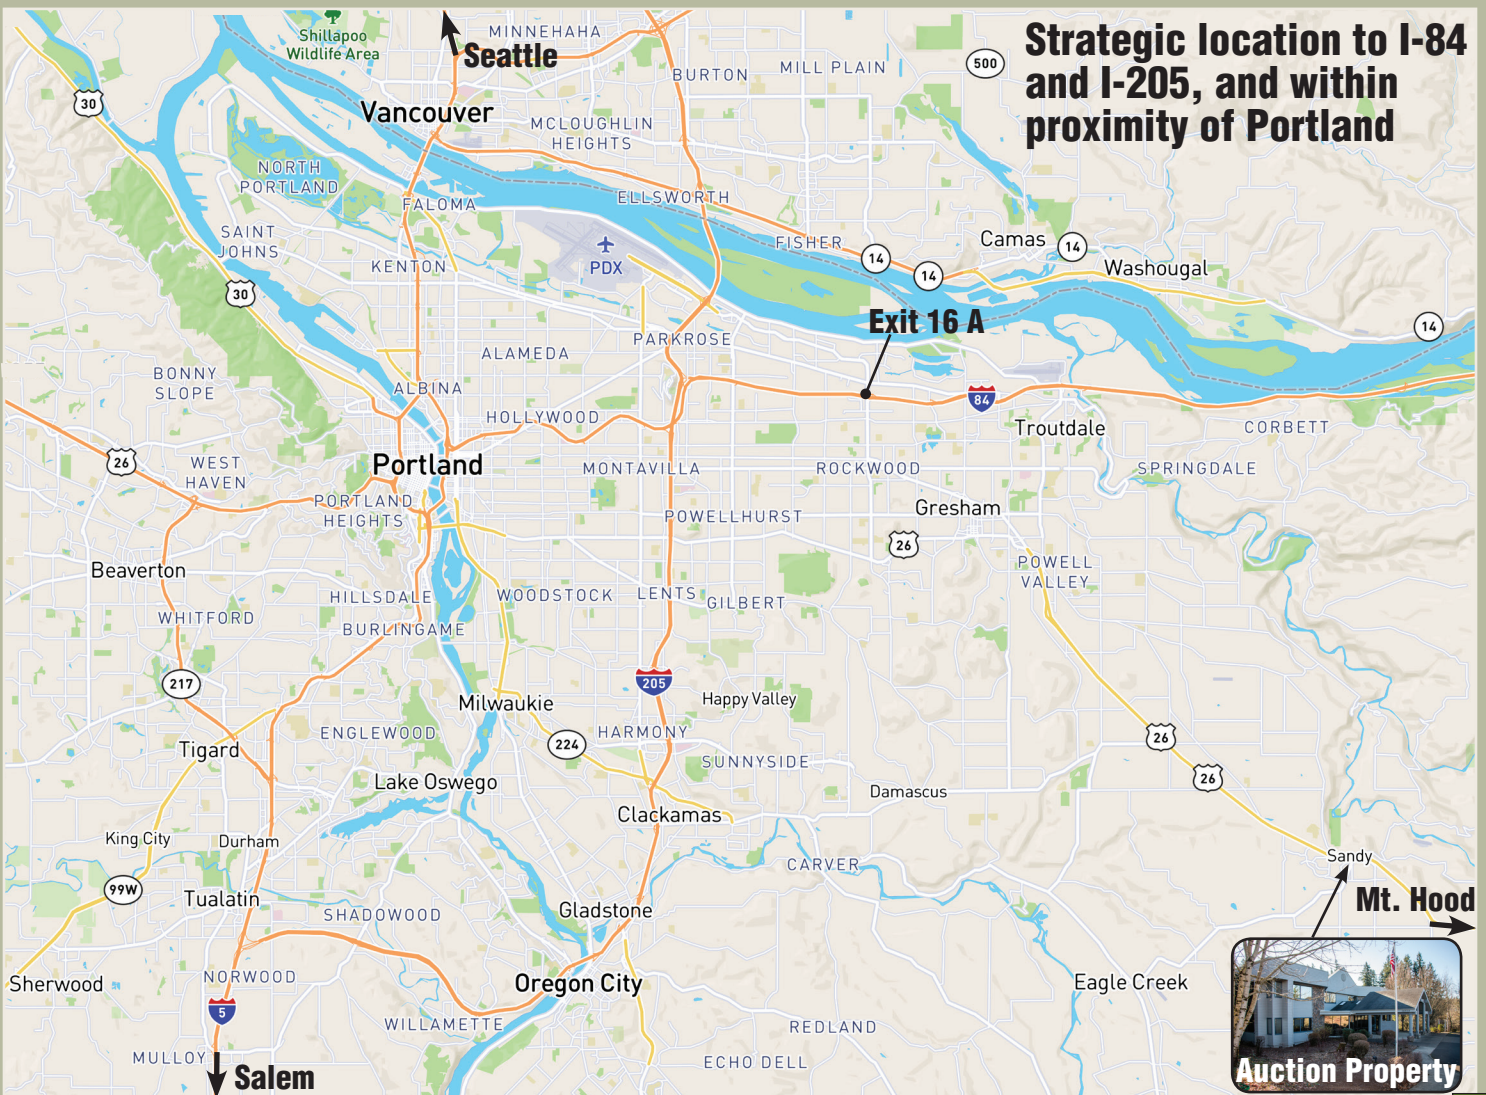 Strategic location to I-84
and I-205, and within
proximity of Portland
Shillapoo
Wildlife Area
Seattle
MINNEHAHA
BURTON
MILL PLAIN
500
30
Vancouver
MCLOUGHLIN
HEIGHTS
NORTH
PORTLAND
FALOMA
ELLSWORTH
SAINT
JOHNS
KENTON
PDX
FISHER
14
14
Camas
14
Washougal
30
Exit 16 A
14
PARKROSE
ALAMEDA
BONNY
SLOPE
ALBINA
HOLLYWOOD
84
Troutdale
CORBETT
26
WEST
HAVEN
Portland
MONTAVILLA
ROCKWOOD
SPRINGDALE
PORTLAND
HEIGHTS
POWELLHURST
Gresham
26
Beaverton
POWELL
VALLEY
HILLSDALE
WOODSTOCK
LENTS
GILBERT
WHITFORD
BURLINGAME
217
205
Milwaukie
Happy Valley
ENGLEWOOD
224
HARMONY
26
Tigard
SUNNYSIDE
26
Lake Oswego
Damascus
Clackamas
King City
Durham
Sandy
CARVER
99W
Tualatin
SHADOWOOD
Gladstone
Mt. Hood
NORWOOD
Sherwood
Oregon City
Eagle Creek
5
WILLAMETTE
REDLAND
MULLOY
ECHO DELL
Salem
Auction Property